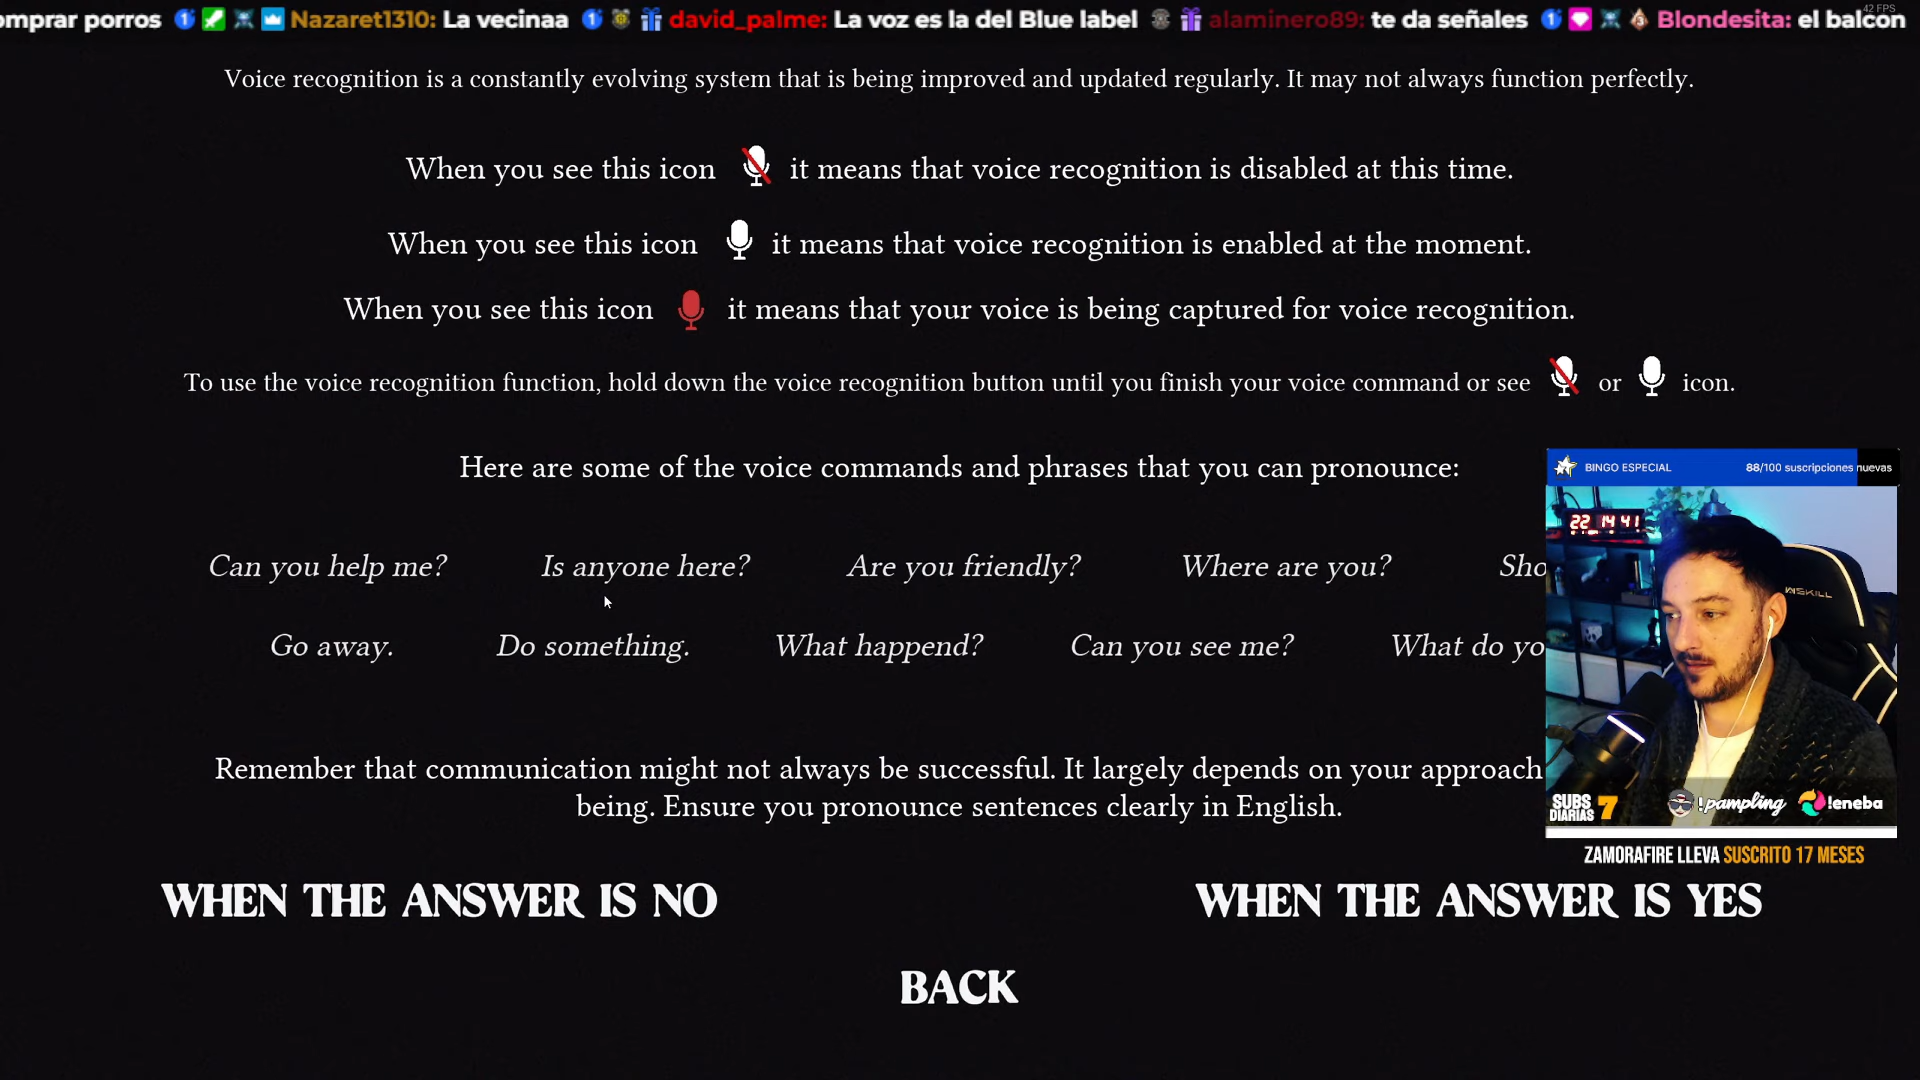 omprar porros Nazaret1310: La vecinaa david_palme: La voz es la del Blue label alaminero89: te da señales Blondesita: el balcon
42 FPS
Voice recognition is a constantly evolving system that is being improved and updated regularly. It may not always function perfectly.
When you see this icon it means that voice recognition is disabled at this time.
When you see this icon it means that voice recognition is enabled at the moment.
When you see this icon it means that your voice is being captured for voice recognition.
To use the voice recognition function, hold down the voice recognition button until you finish your voice command or see or icon.
Here are some of the voice commands and phrases that you can pronounce:
BINGO ESPECIAL 88/100 suscripciones nuevas
22 14 41
Can you help me? Is anyone here? Are you friendly? Where are you? Sho
NSKILL
Go away. Do something. What happend? Can you see me? What do yo
Remember that communication might not always be successful. It largely depends on your approach
being. Ensure you pronounce sentences clearly in English.
SUBS DIARIAS 7 !pampling !eneba
ZAMORAFIRE LLEVA SUSCRITO 17 MESES
WHEN THE ANSWER IS NO WHEN THE ANSWER IS YES
BACK